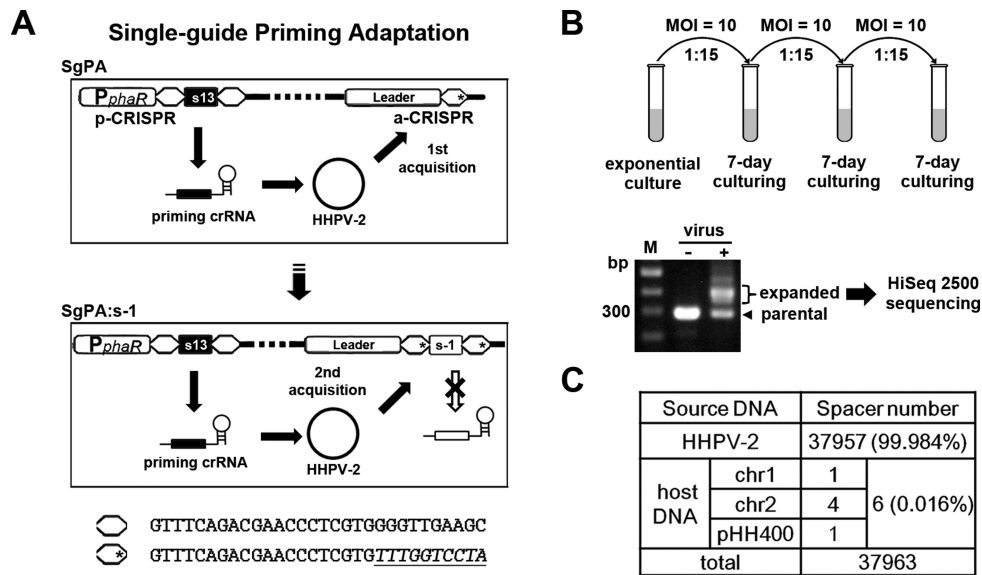 A
Single-guide Priming Adaptation
SgPA
PphaR
s13
Leader
*
p-CRISPR
a-CRISPR
1st
acquisition
priming crRNA
HHPV-2
SgPA:s-1
PphaR
s13
Leader
*
s-1
*
2nd
acquisition
priming crRNA
HHPV-2
GTTTCAGACGAACCCTCGTGGGGTTGAAGC
*
GTTTCAGACGAACCCTCGTGTTTGGTCCTA
B
MOI = 10 MOI = 10 MOI = 10
1:15 1:15 1:15
exponential
culture
7-day
culturing
7-day
culturing
7-day
culturing
virus
M - +
bp
300
expanded
parental
HiSeq 2500
sequencing
C
Source DNA Spacer number
HHPV-2 37957 (99.984%)
host
DNA
chr1 1
chr2 4
pHH400 1
6 (0.016%)
total 37963